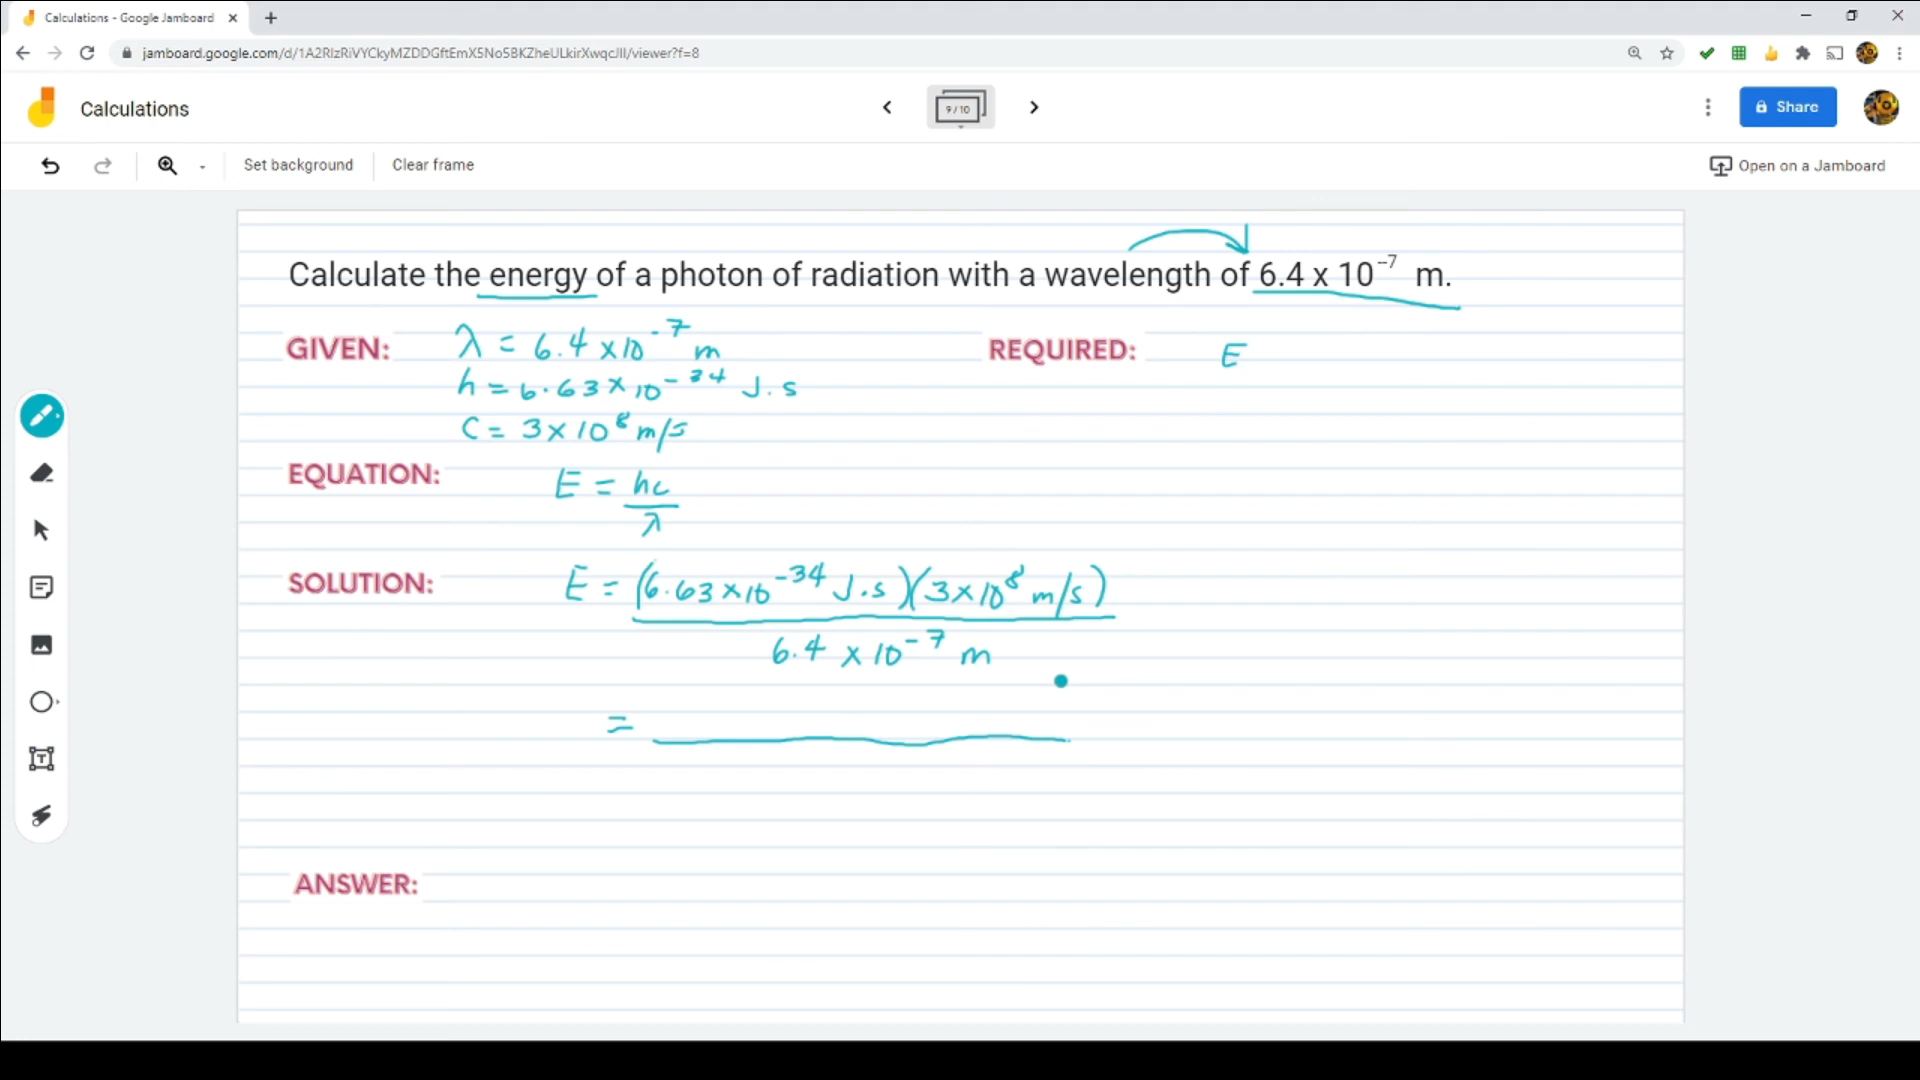 Calculations - Google Jamboard
jamboard.google.com/d/1A2RlzRiVYCkyMZDDGftEmX5No5BKZheULkirXwqcJlI/viewer?f=8
Calculations
9 / 10
Share
Set background
Clear frame
Open on a Jamboard
Calculate the energy of a photon of radiation with a wavelength of 6.4 x 10⁻⁷ m.
GIVEN: λ = 6.4 x 10⁻⁷ m
REQUIRED: E
h = 6.63 x 10⁻³⁴ J.s
C = 3 x 10⁸ m/s
EQUATION: E = hc
λ
SOLUTION: E = (6.63 x 10⁻³⁴ J.s)(3 x 10⁸ m/s)
6.4 x 10⁻⁷ m
=
ANSWER: